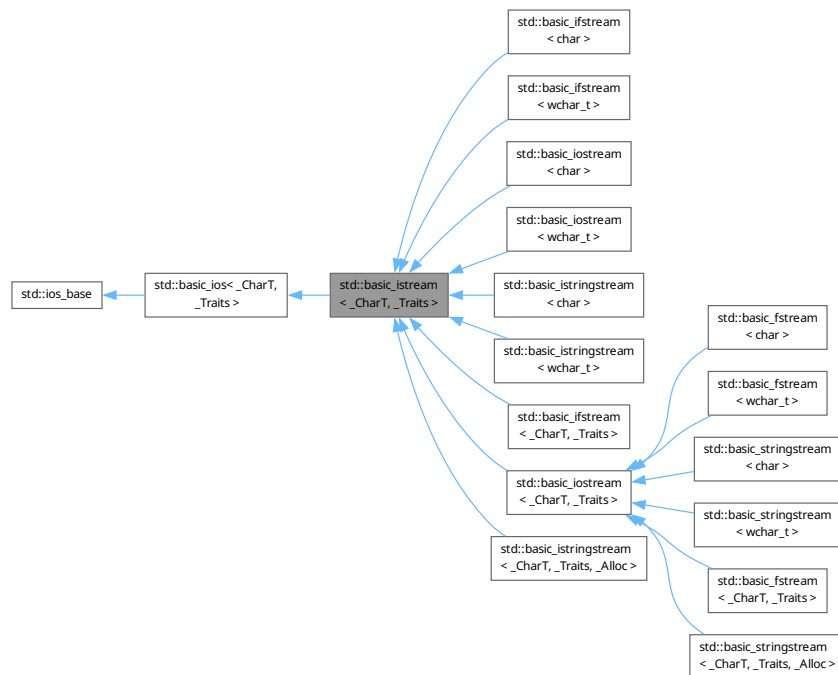 std::ios_base
std::basic_ios< _CharT,
_Traits >
std::basic_istream
< _CharT, _Traits >
std::basic_ifstream
< char >
std::basic_ifstream
< wchar_t >
std::basic_iostream
< char >
std::basic_iostream
< wchar_t >
std::basic_istringstream
< char >
std::basic_istringstream
< wchar_t >
std::basic_ifstream
< _CharT, _Traits >
std::basic_iostream
< _CharT, _Traits >
std::basic_istringstream
< _CharT, _Traits, _Alloc >
std::basic_fstream
< char >
std::basic_fstream
< wchar_t >
std::basic_stringstream
< char >
std::basic_stringstream
< wchar_t >
std::basic_fstream
< _CharT, _Traits >
std::basic_stringstream
< _CharT, _Traits, _Alloc >